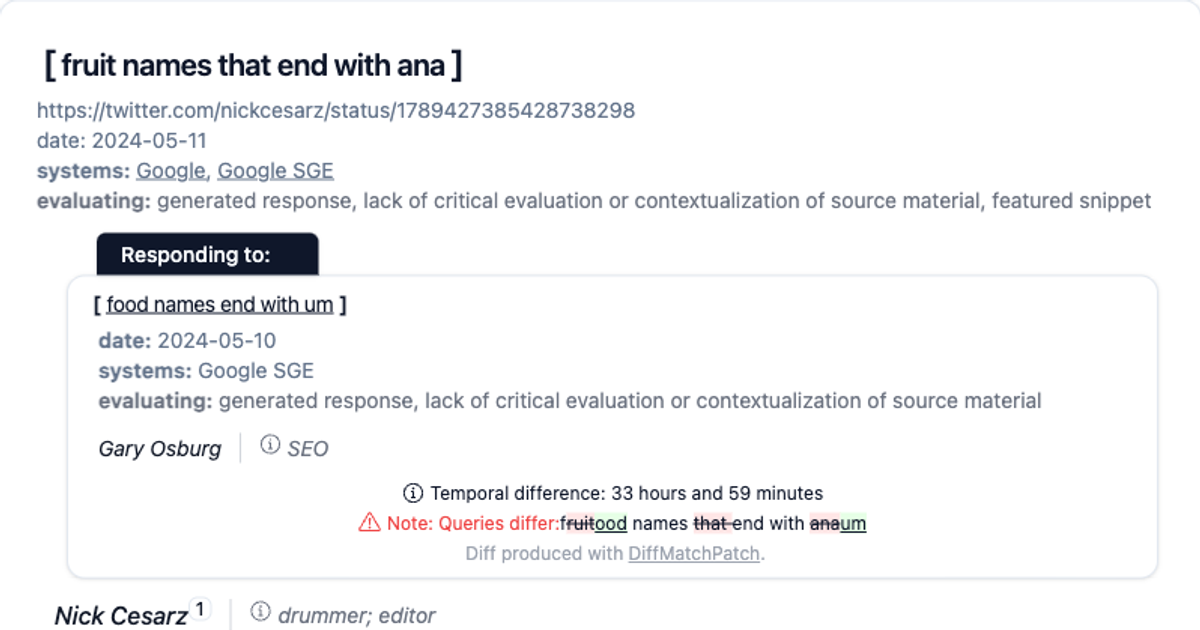 [ fruit names that end with ana ]
https://twitter.com/nickcesarz/status/1789427385428738298
date: 2024-05-11
systems: Google, Google SGE
evaluating: generated response, lack of critical evaluation or contextualization of source material, featured snippet
Responding to:
[ food names end with um ]
date: 2024-05-10
systems: Google SGE
evaluating: generated response, lack of critical evaluation or contextualization of source material
Gary Osburg SEO
Temporal difference: 33 hours and 59 minutes
Note: Queries differ:fruitood names that end with anaum
Diff produced with DiffMatchPatch.
Nick Cesarz 1 drummer; editor